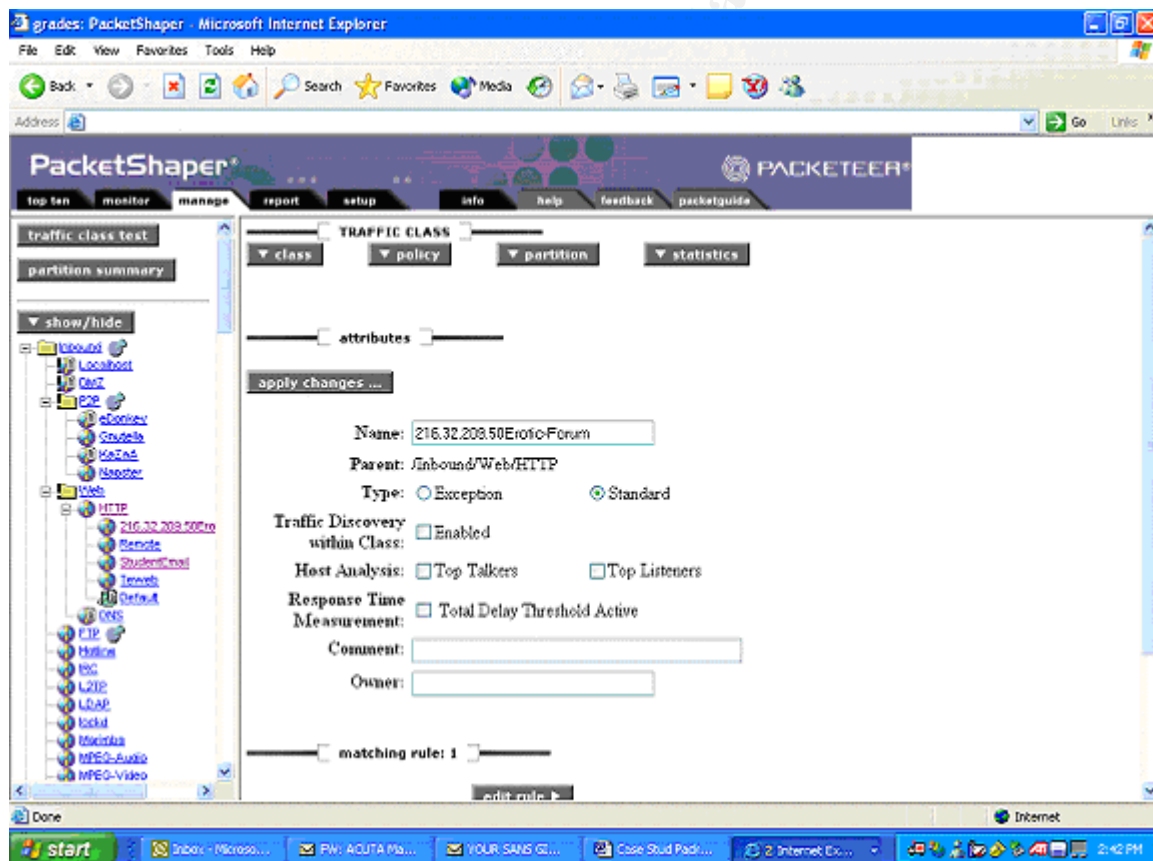 grades: PacketShaper - Microsoft Internet Explorer
File Edit View Favorites Tools Help
Back Search Favorites Media
Address Go Links
PacketShaper® PACKETEER®
top ten monitor manage report setup info help feedback packetguide
traffic class test
partition summary
show/hide
Inbound
Localhost
DMZ
P2P
eDonkey
Gnutella
KaZaA
Napster
Web
HTTP
216.32.209.50Ero
Remote
StudentEmail
Default
DNS
FTP
Hotline
IRC
L2TP
LDAP
lockd
Marimba
MPEG-Audio
MPEG-Video
TRAFFIC CLASS
class policy partition statistics
attributes
apply changes ...
Name: 216.32.209.50Erotic-Forum
Parent: /Inbound/Web/HTTP
Type: Exception Standard
Traffic Discovery within Class: Enabled
Host Analysis: Top Talkers Top Listeners
Response Time Measurement: Total Delay Threshold Active
Comment:
Owner:
matching rule: 1
edit rule
Done Internet
start Inbox - Microso... FW: ACUTA Ma... YOUR SANS GI... Case Stud Pack... 2 Internet Ex... 2:42 PM